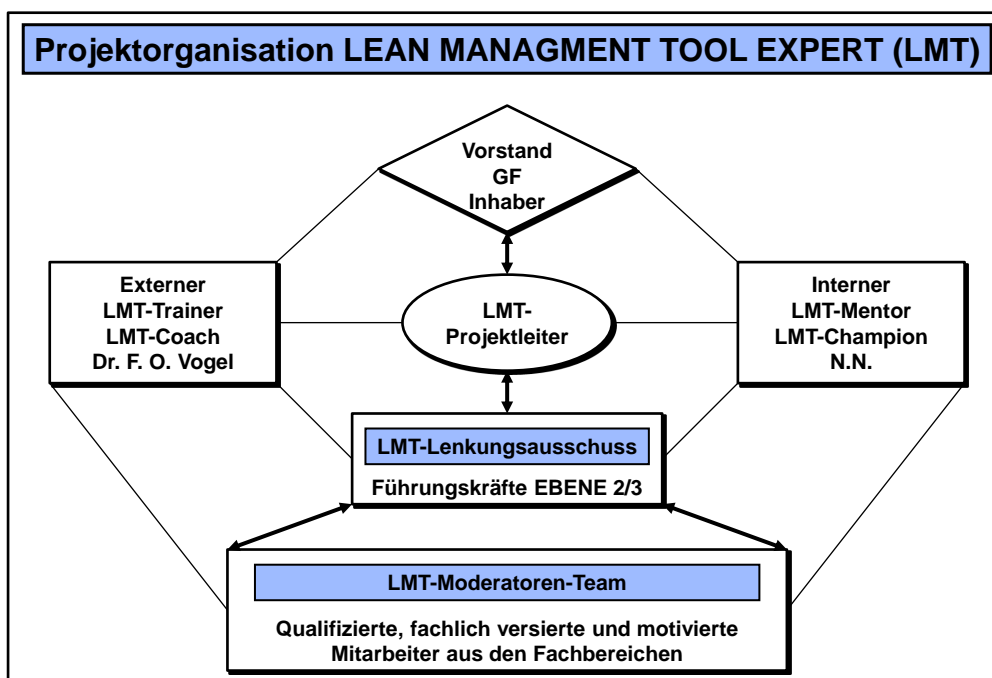 Projektorganisation LEAN MANAGMENT TOOL EXPERT (LMT)
Vorstand
GF
Inhaber
Externer
LMT-Trainer
LMT-Coach
Dr. F. O. Vogel
LMT-
Projektleiter
Interner
LMT-Mentor
LMT-Champion
N.N.
LMT-Lenkungsausschuss
Führungskräfte EBENE 2/3
LMT-Moderatoren-Team
Qualifizierte, fachlich versierte und motivierte
Mitarbeiter aus den Fachbereichen